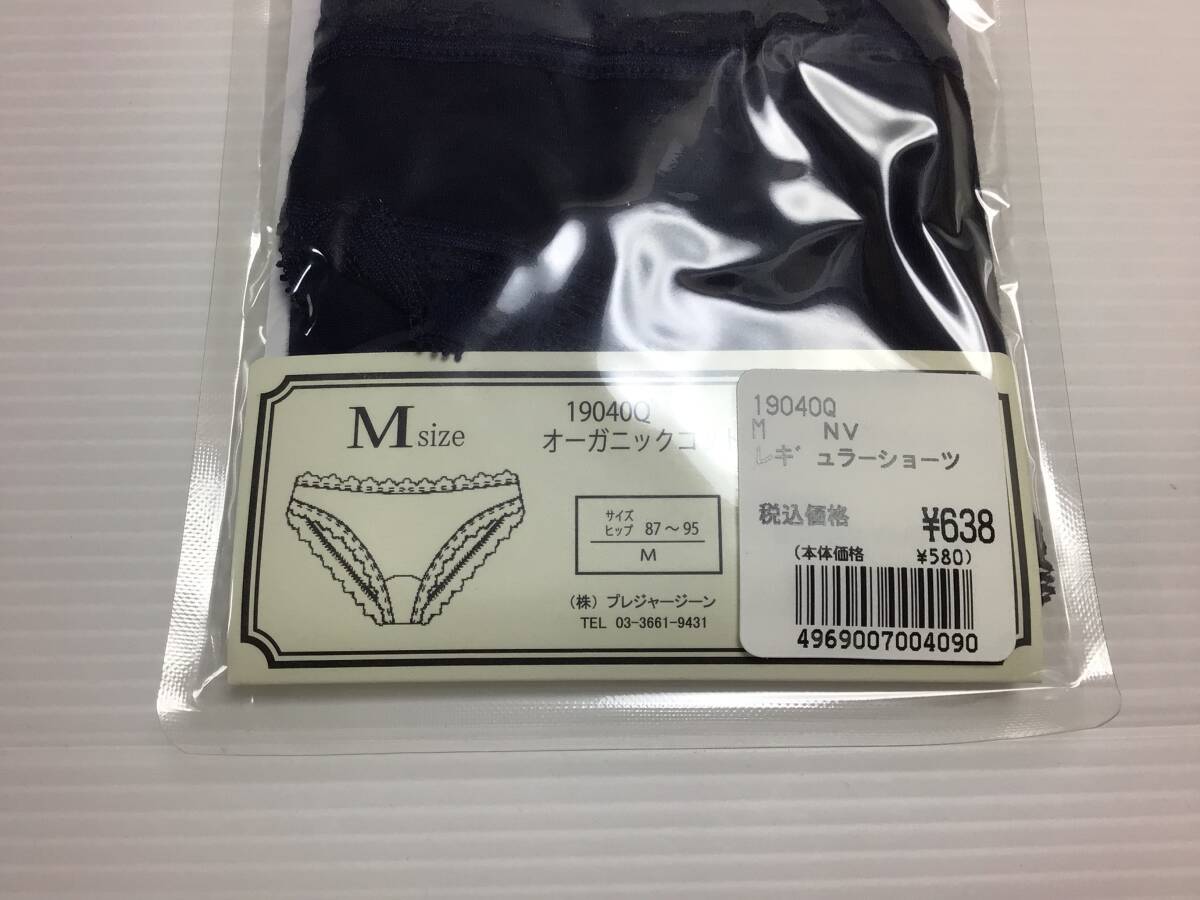 M size
19040Q
オーガニックコット
サイズ
ヒップ 87～95
M
(株) プレジャージーン
TEL 03-3661-9431
19040Q
M NV
レギュラーショーツ
税込価格 ¥638
(本体価格 ¥580)
4969007004090